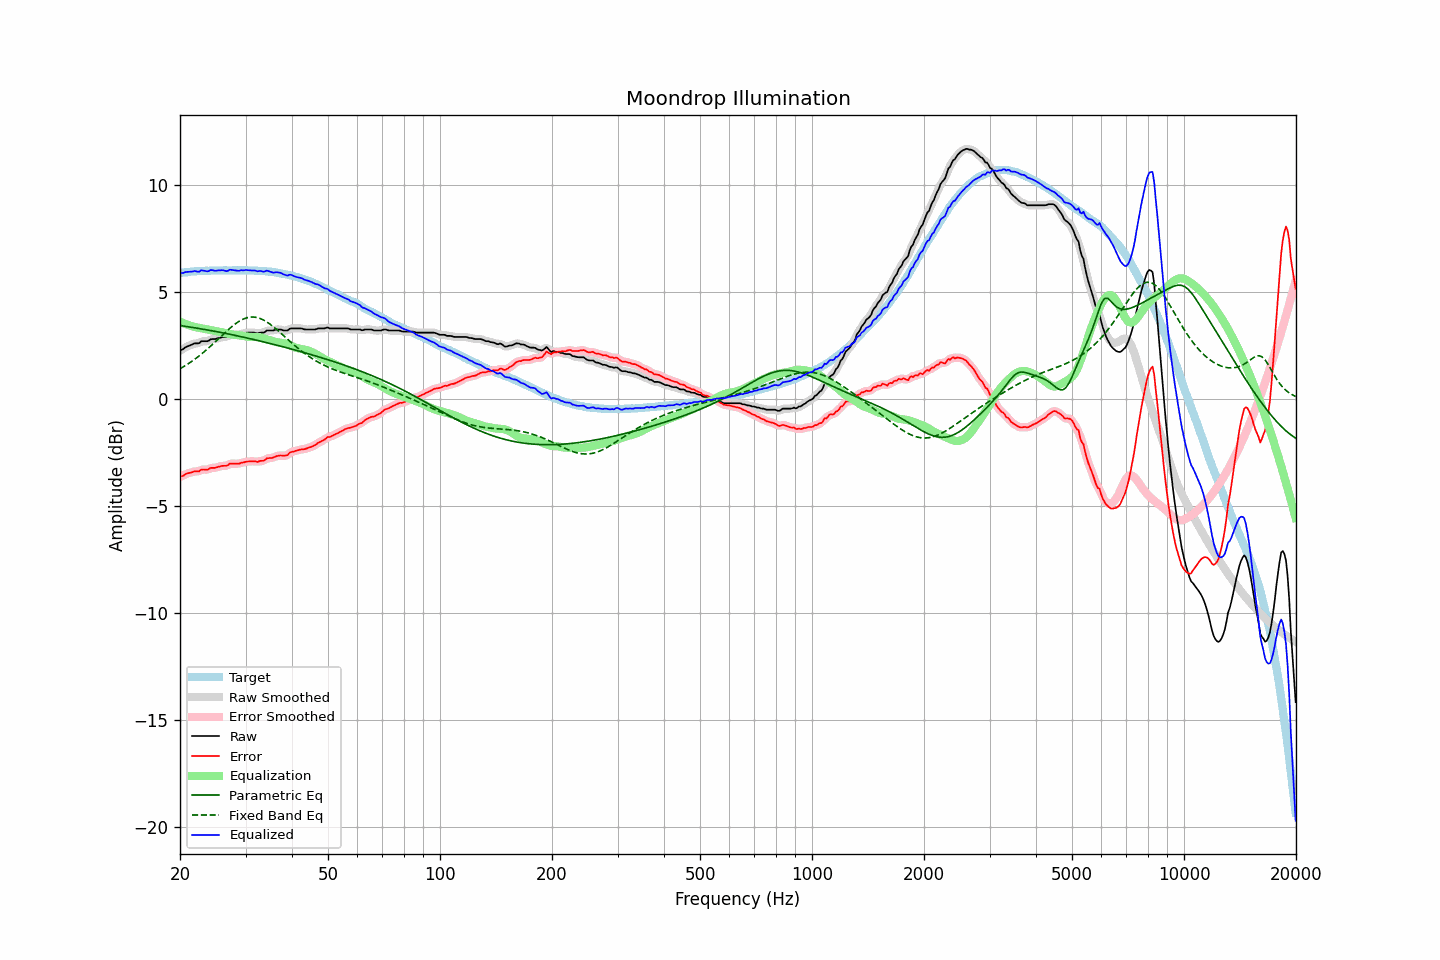 Moondrop Illumination
Amplitude (dBr)
10
5
0
−5
−10
−15
−20
Target
Raw Smoothed
Error Smoothed
Raw
Error
Equalization
Parametric Eq
Fixed Band Eq
Equalized
20 50 100 200 500 1000 2000 5000 10000 20000
Frequency (Hz)